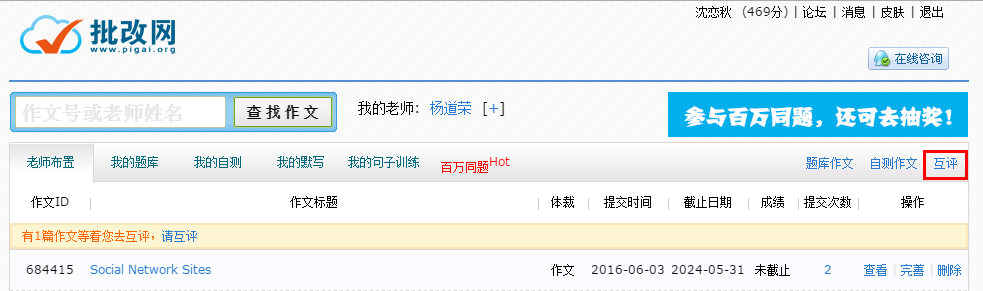 沈恋秋 （469分）| 论坛 | 消息 | 皮肤 | 退出
批改网
www.pigai.org
在线咨询
作文号或老师姓名 查找作文 我的老师：杨道荣 [+] 参与百万同题，还可去抽奖！
老师布置 我的题库 我的自测 我的默写 我的句子训练 百万同题Hot 题库作文 自测作文 互评
作文ID 作文标题 体裁 提交时间 截止日期 成绩 提交次数 操作
有1篇作文等着您去互评，请互评
684415 Social Network Sites 作文 2016-06-03 2024-05-31 未截止 2 查看 | 完善 | 删除